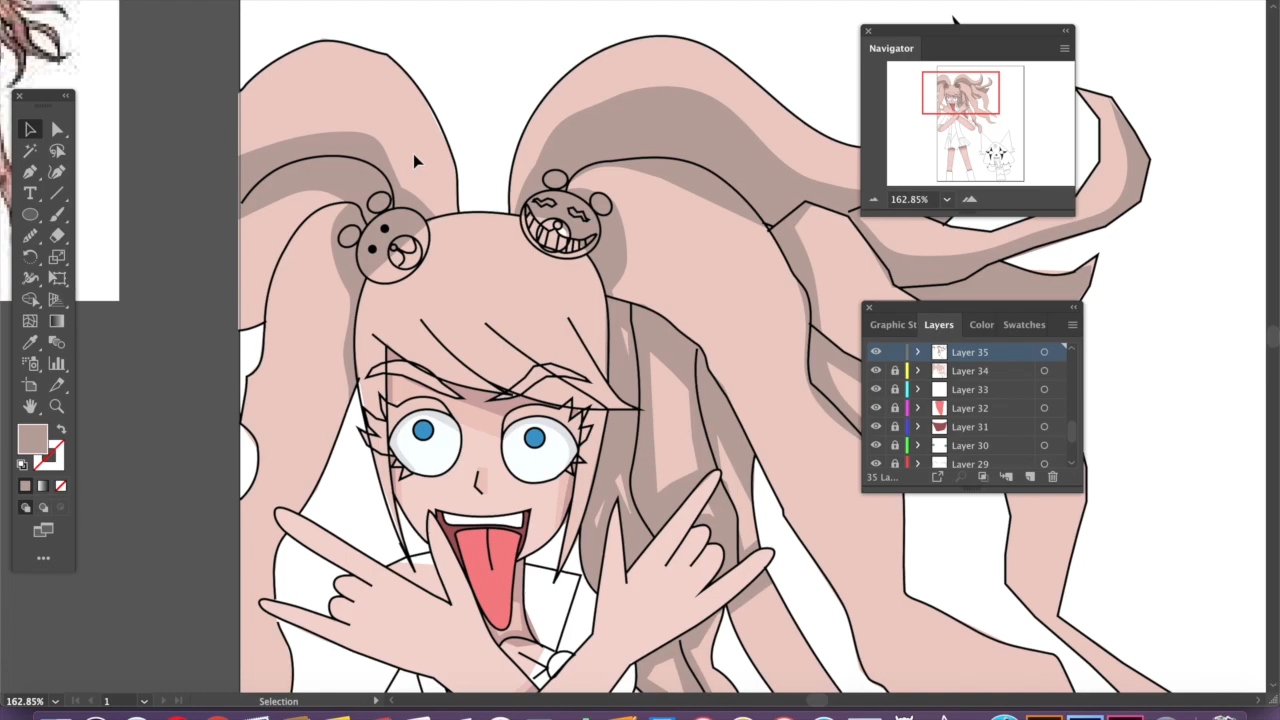 Navigator
162.85%
Graphic St Layers Color Swatches
Layer 35
Layer 34
Layer 33
Layer 32
Layer 31
Layer 30
Layer 29
35 La...
T
162.85% 1 Selection